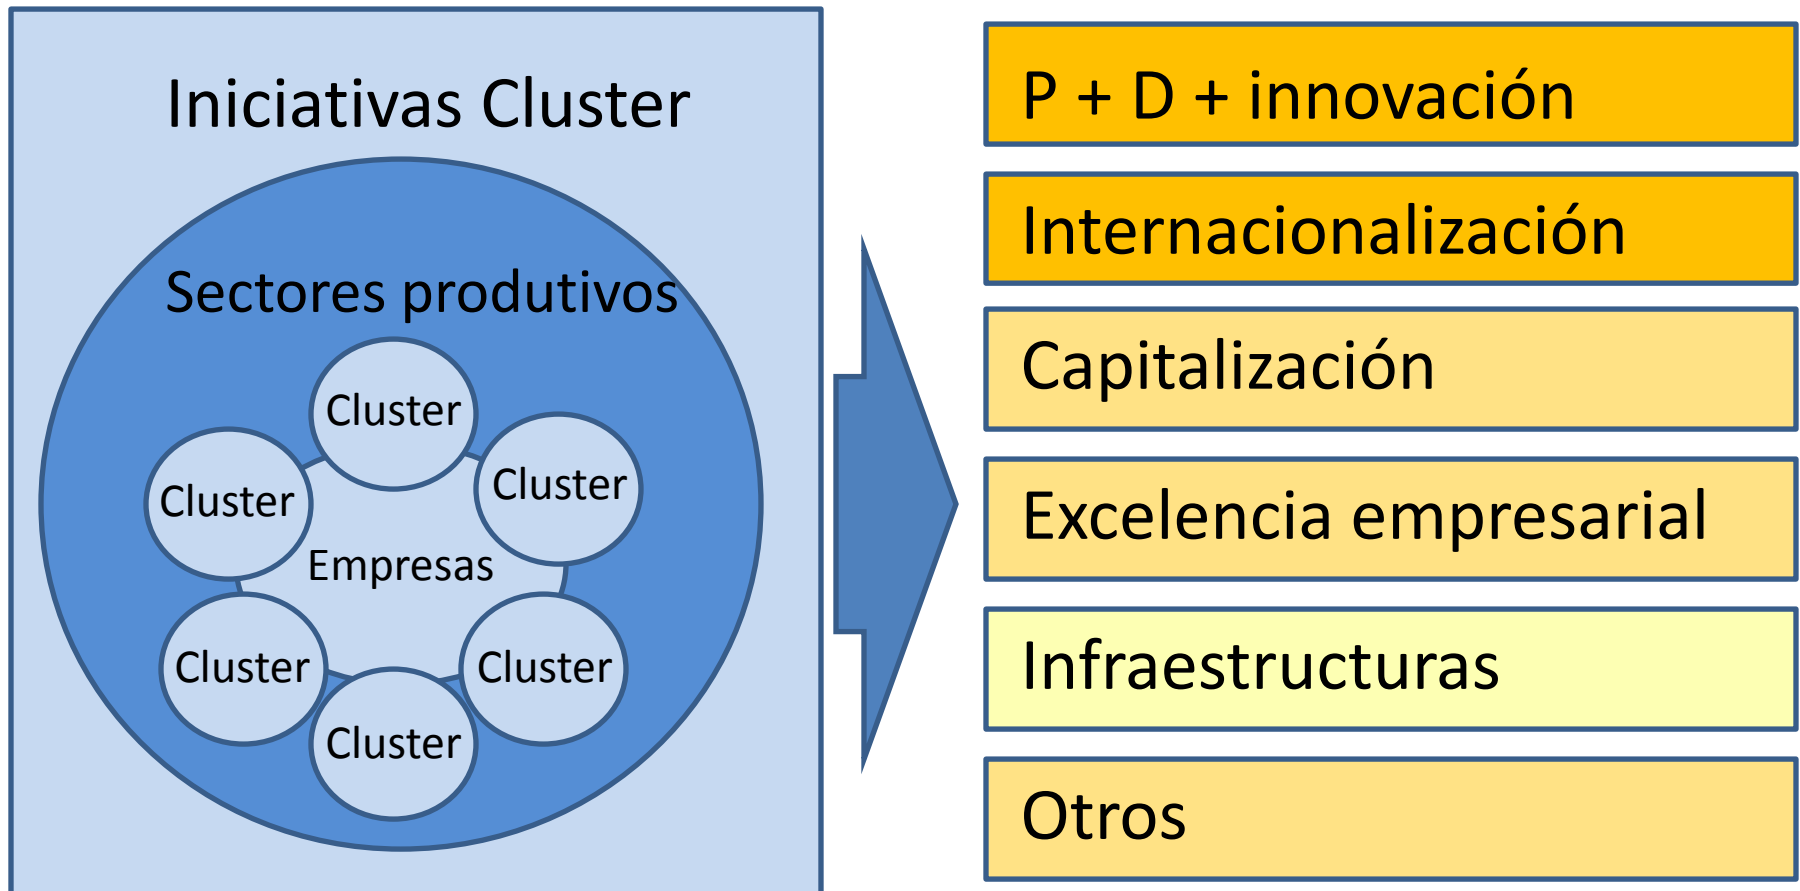 Iniciativas Cluster
Sectores produtivos
Cluster
Cluster
Cluster
Empresas
Cluster
Cluster
Cluster
P + D + innovación
Internacionalización
Capitalización
Excelencia empresarial
Infraestructuras
Otros